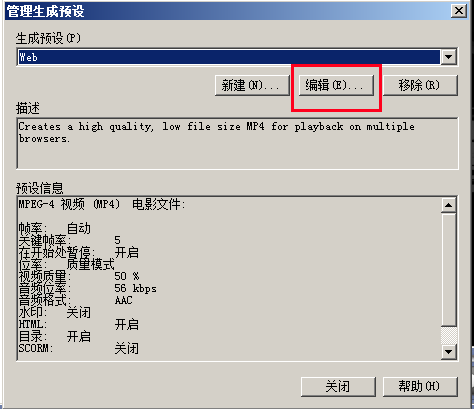 管理生成预设
生成预设(P)
Web
新建(N)... 编辑(E)... 移除(R)
描述
Creates a high quality, low file size MP4 for playback on multiple
browsers.
预设信息
MPEG-4 视频 (MP4) 电影文件:
帧率: 自动
关键帧率: 5
在开始处暂停: 开启
位率: 质量模式
视频质量: 50 %
音频位率: 56 kbps
音频格式: AAC
水印: 关闭
HTML: 开启
目录: 开启
SCORM: 关闭
关闭 帮助(H)